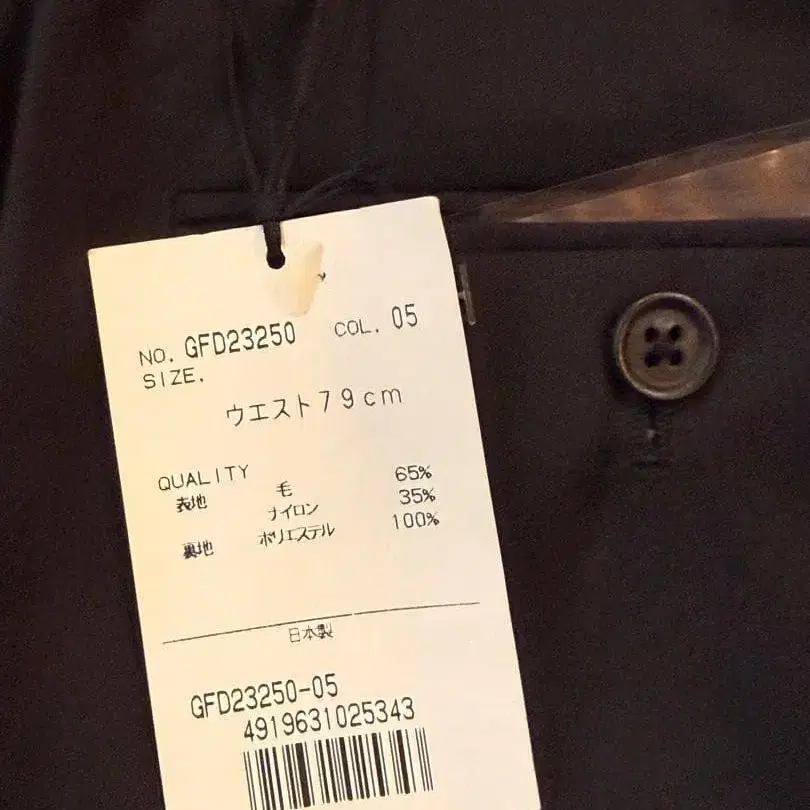 NO. GFD23250 COL. 05
SIZE.
ウエスト79cm
QUALITY
表地 毛 65%
ナイロン 35%
裏地 ポリエステル 100%
日本製
GFD23250-05
4919631025343